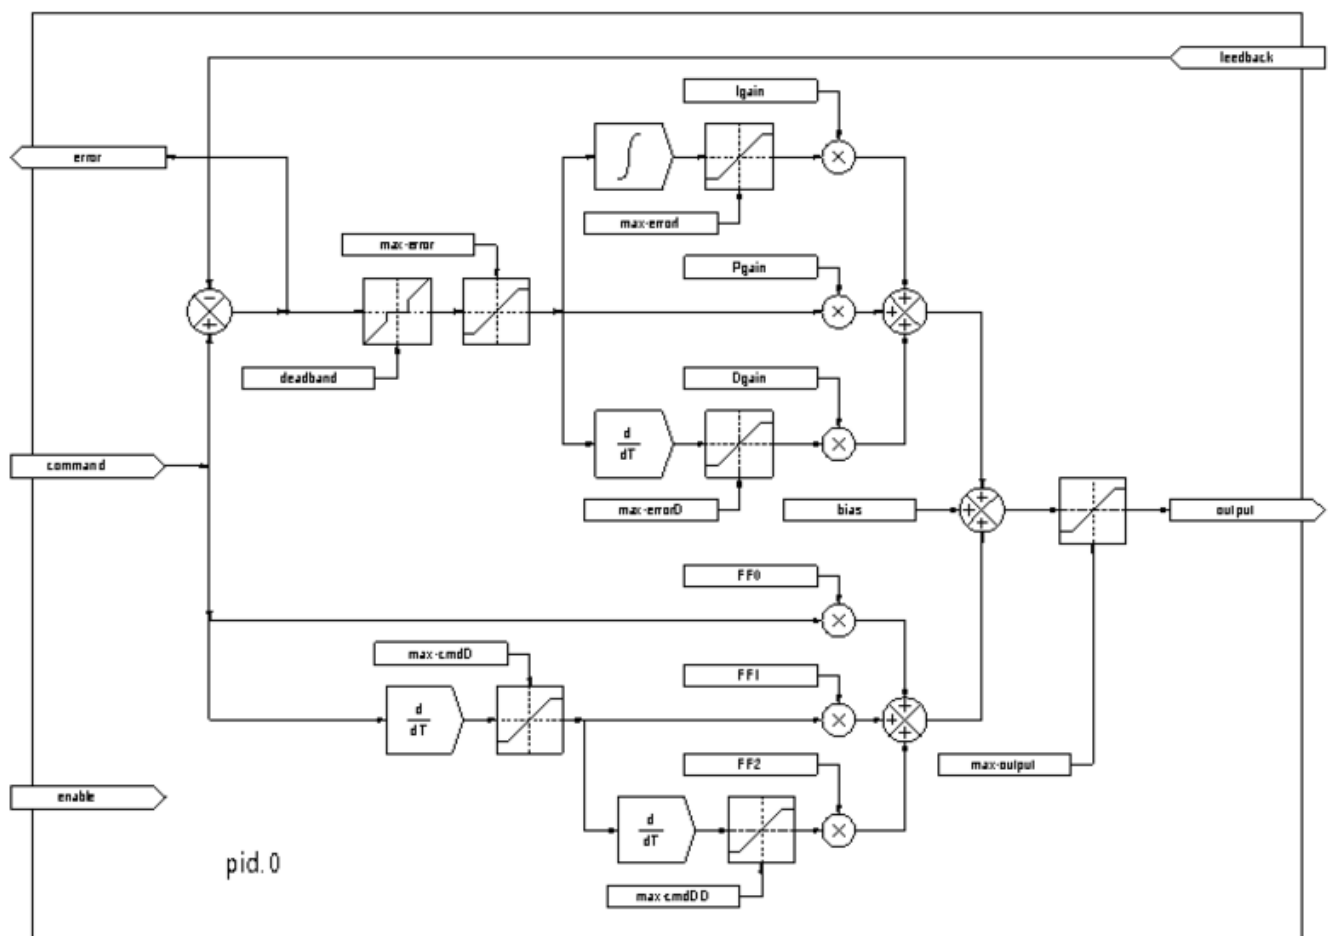 feedback
Igain
error
max-errorI
max-error
Pgain
−
+
+
+
+
deadband
Dgain
d
dT
command
max-errorD
bias
+
+
+
output
FF0
max-cmdD
FF1
d
dT
+
+
+
FF2
max-output
enable
d
dT
pid.0
max-cmdDD